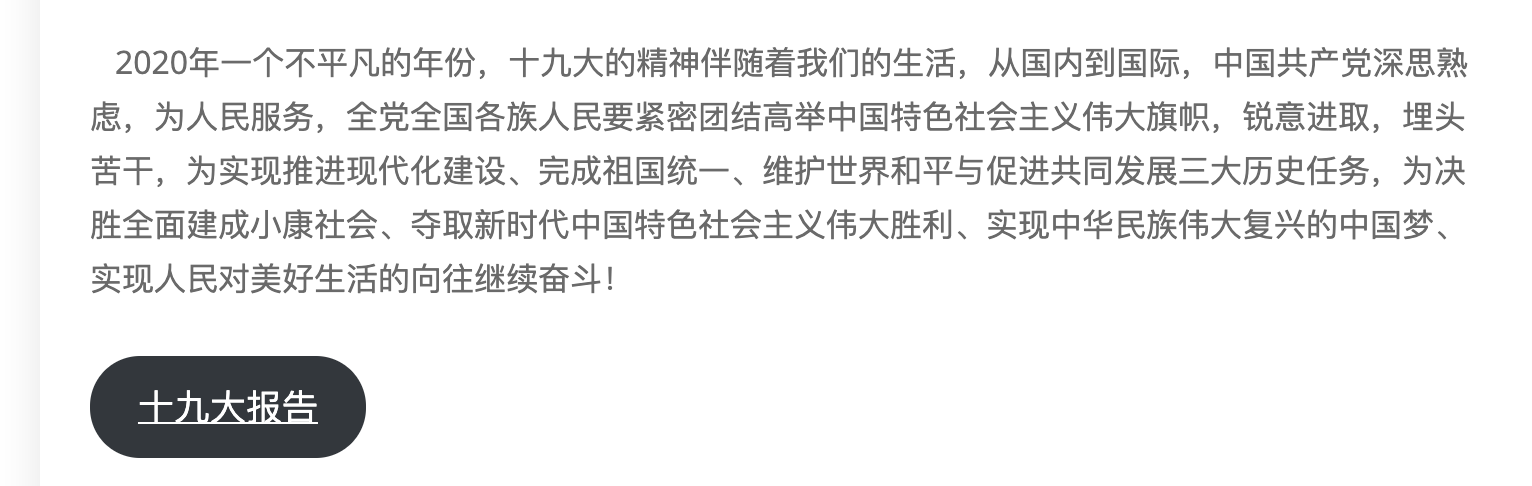 2020年一个不平凡的年份，十九大的精神伴随着我们的生活，从国内到国际，中国共产党深思熟
虑，为人民服务，全党全国各族人民要紧密团结高举中国特色社会主义伟大旗帜，锐意进取，埋头
苦干，为实现推进现代化建设、完成祖国统一、维护世界和平与促进共同发展三大历史任务，为决
胜全面建成小康社会、夺取新时代中国特色社会主义伟大胜利、实现中华民族伟大复兴的中国梦、
实现人民对美好生活的向往继续奋斗！
十九大报告